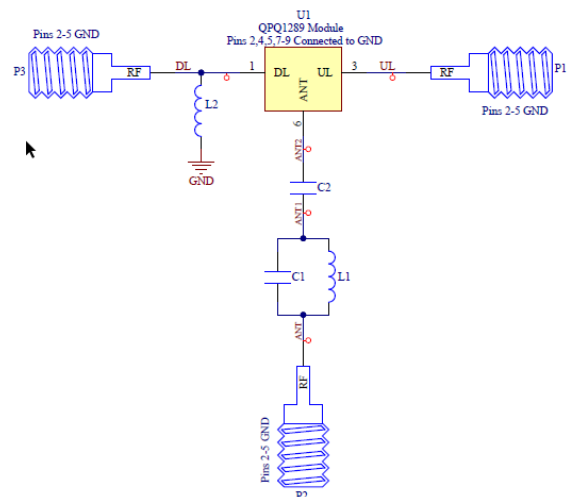 U1
QPQ1289 Module
Pins 2,4,5,7-9 Connected to GND
Pins 2-5 GND
P3
RF
DL
1
DL
UL
ANT
3
UL
RF
P1
Pins 2-5 GND
6
L2
GND
ANT2
C2
ANT1
C1
L1
ANT
RF
Pins 2-5 GND
P2